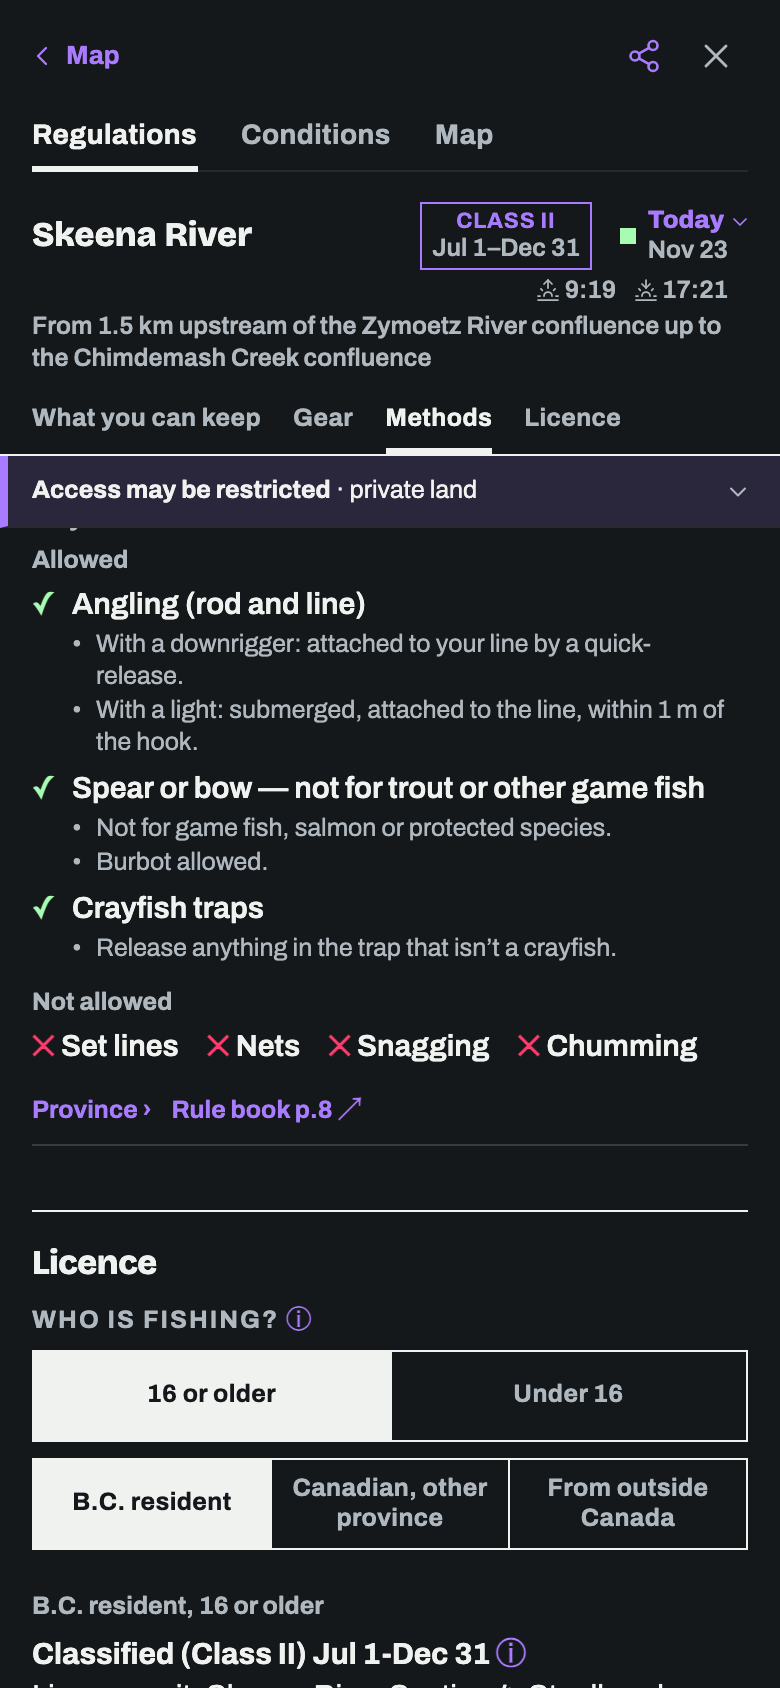 Map
Regulations Conditions Map
Skeena River
CLASS II
Jul 1–Dec 31
Today
Nov 23
9:19 17:21
From 1.5 km upstream of the Zymoetz River confluence up to
the Chimdemash Creek confluence
What you can keep Gear Methods Licence
Access may be restricted · private land
Allowed
✓ Angling (rod and line)
• With a downrigger: attached to your line by a quick-
release.
• With a light: submerged, attached to the line, within 1 m of
the hook.
✓ Spear or bow — not for trout or other game fish
• Not for game fish, salmon or protected species.
• Burbot allowed.
✓ Crayfish traps
• Release anything in the trap that isn’t a crayfish.
Not allowed
✕ Set lines ✕ Nets ✕ Snagging ✕ Chumming
Province › Rule book p.8 ↗
Licence
WHO IS FISHING? ⓘ
16 or older Under 16
B.C. resident
Canadian, other
province
From outside
Canada
B.C. resident, 16 or older
Classified (Class II) Jul 1-Dec 31 ⓘ